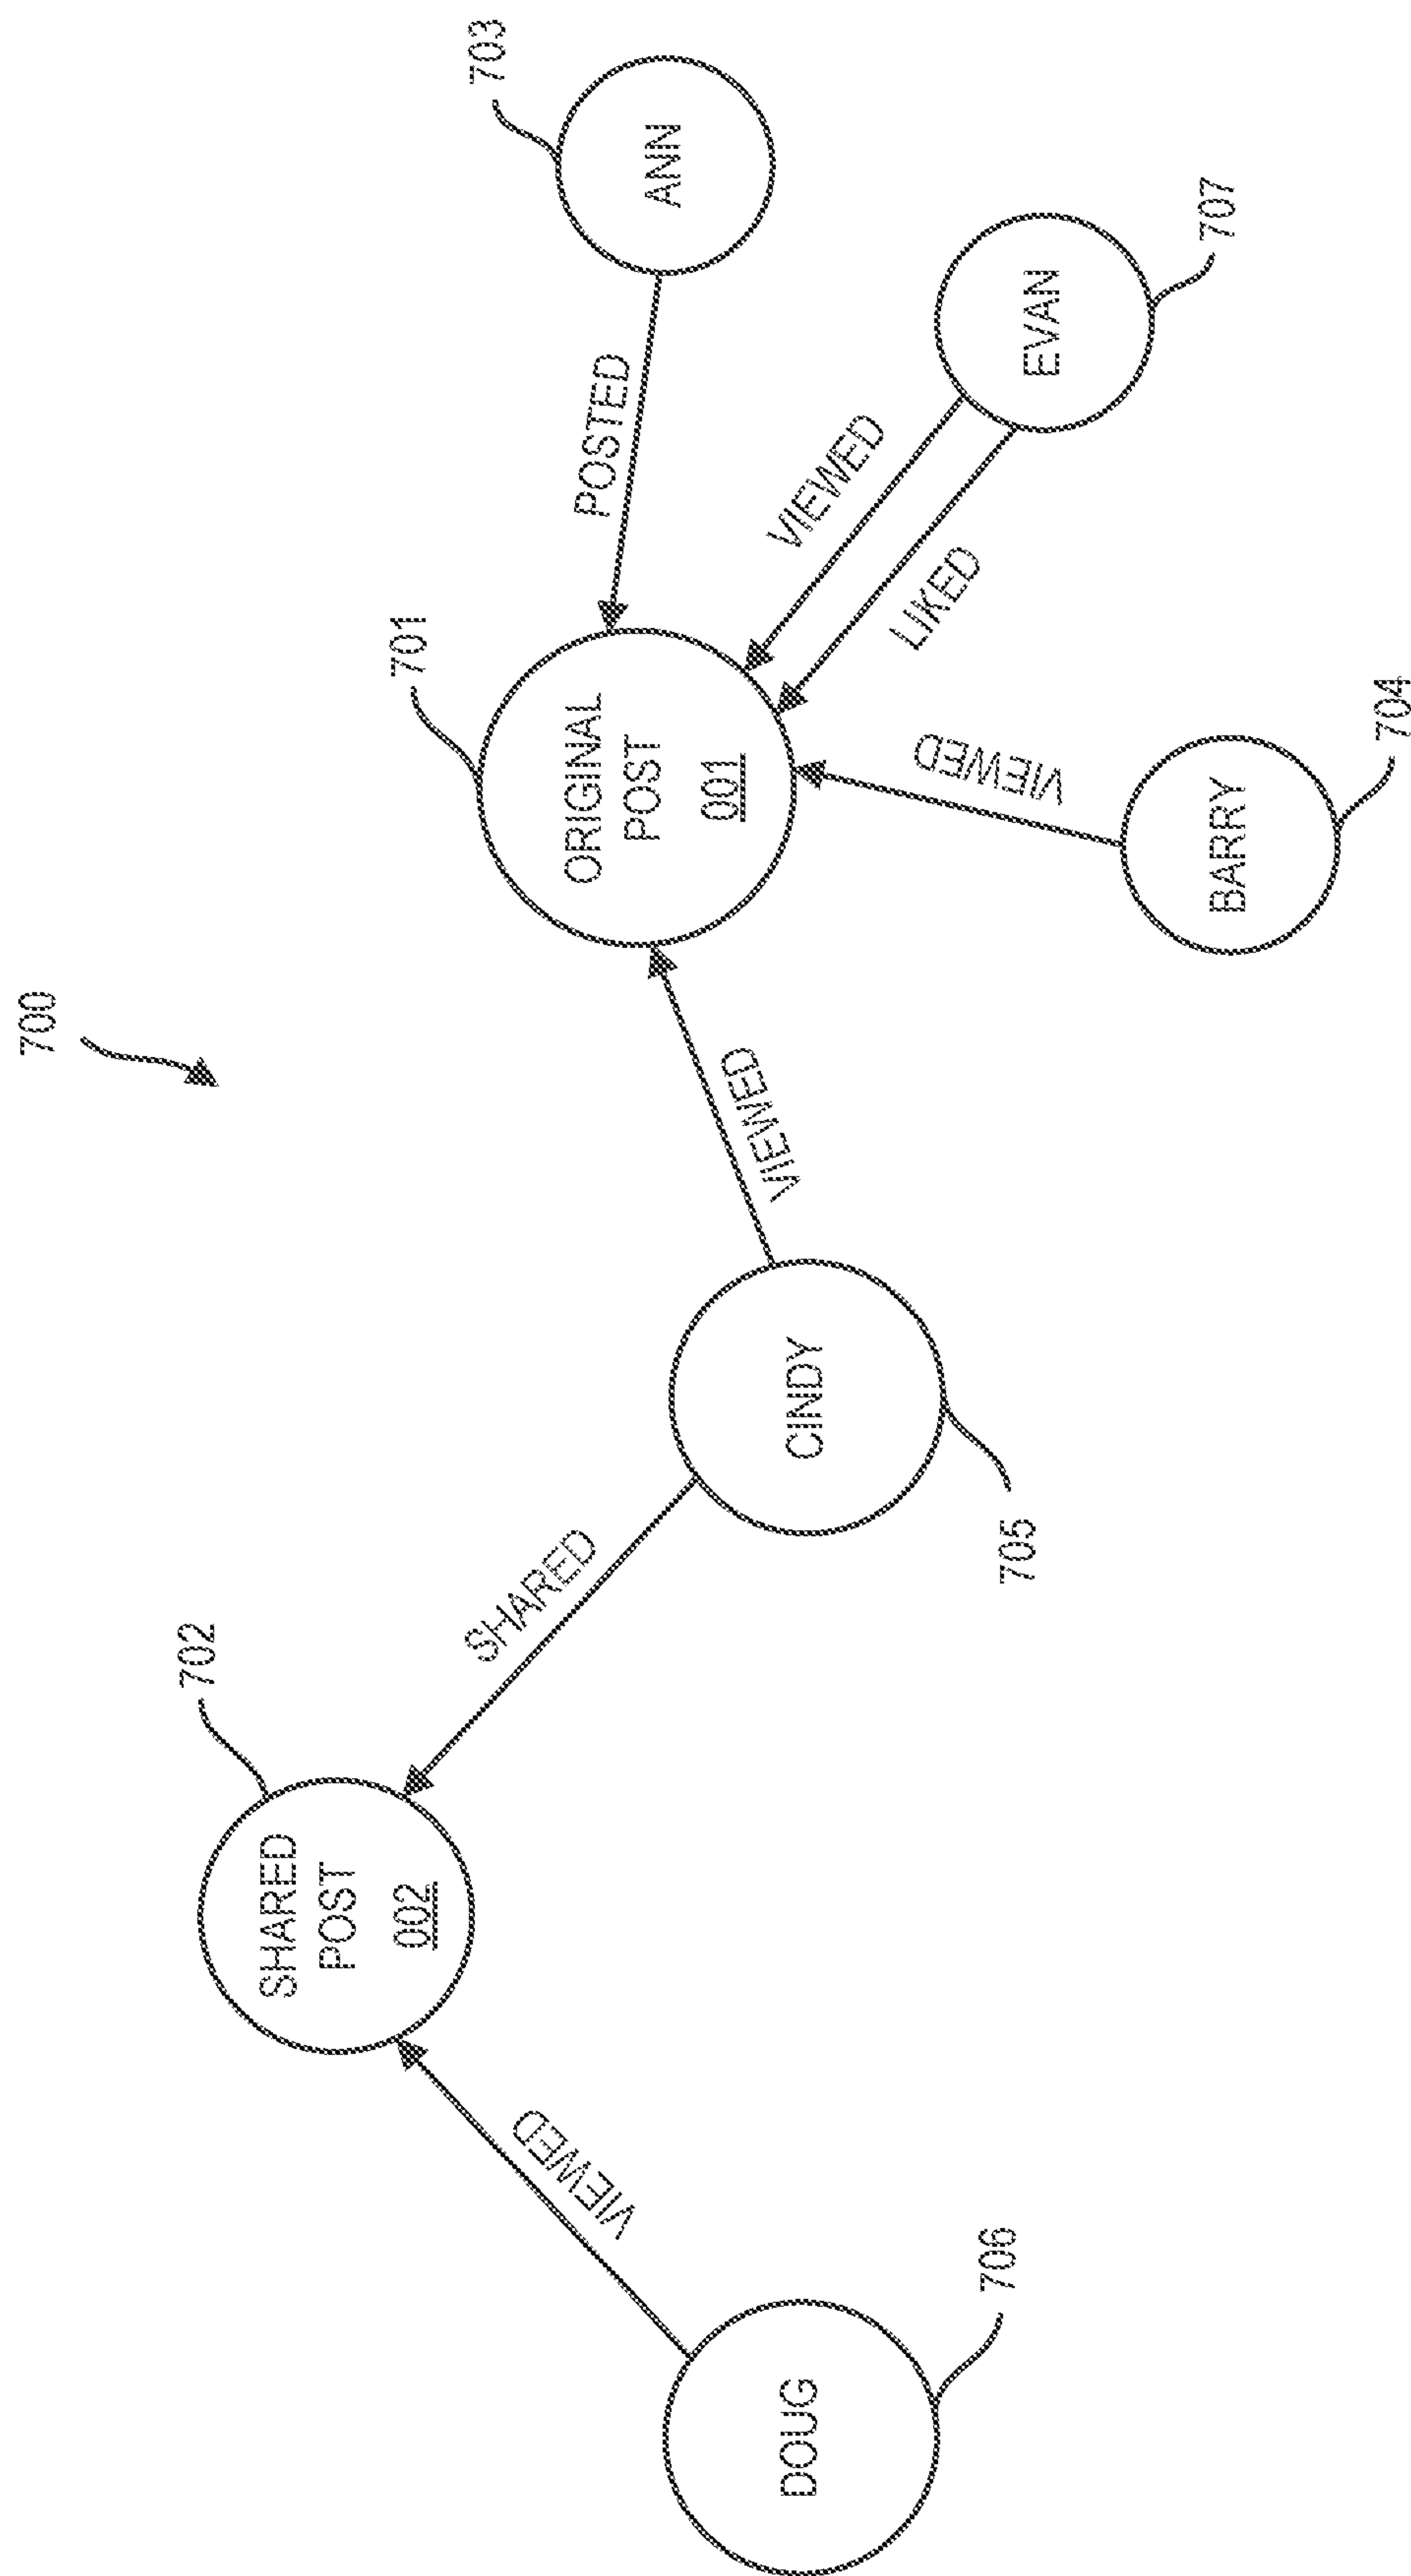 700
702
SHARED
POST
002
701
ORIGINAL
POST
001
703
ANN
POSTED
VIEWED
SHARED
VIEWED
VIEWED
LIKED
VIEWED
DOUG
706
CINDY
705
BARRY
704
EVAN
707